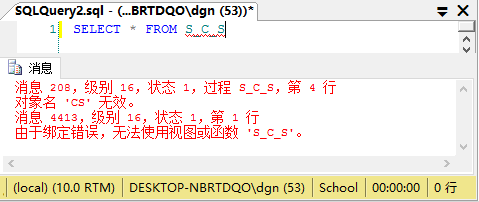 SQLQuery2.sql - (...BRTDQO\dgn (53))*
1 SELECT * FROM S_C_S
消息
消息 208，级别 16，状态 1，过程 S_C_S，第 4 行
对象名 'CS' 无效。
消息 4413，级别 16，状态 1，第 1 行
由于绑定错误，无法使用视图或函数 'S_C_S'。
(local) (10.0 RTM) DESKTOP-NBRTDQO\dgn (53) School 00:00:00 0 行